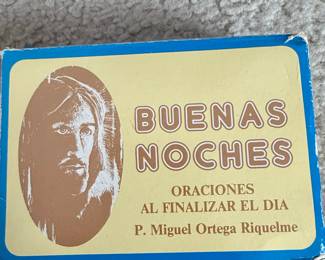 BUENAS
NOCHES
ORACIONES
AL FINALIZAR EL DIA
P. Miguel Ortega Riquelme